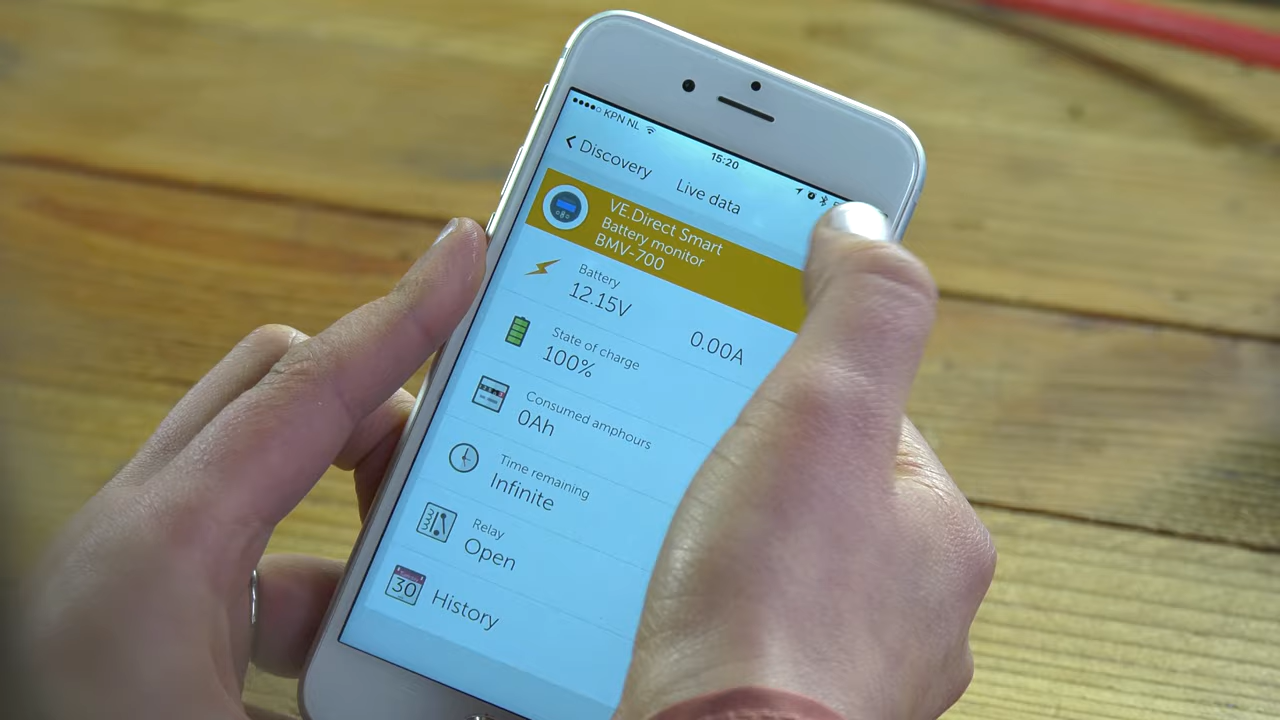 KPN NL
15:20
Discovery
Live data
VE.Direct Smart
Battery monitor
BMV-700
Battery
12.15V
0.00A
State of charge
100%
Consumed amphours
0Ah
Time remaining
Infinite
Relay
Open
30
History